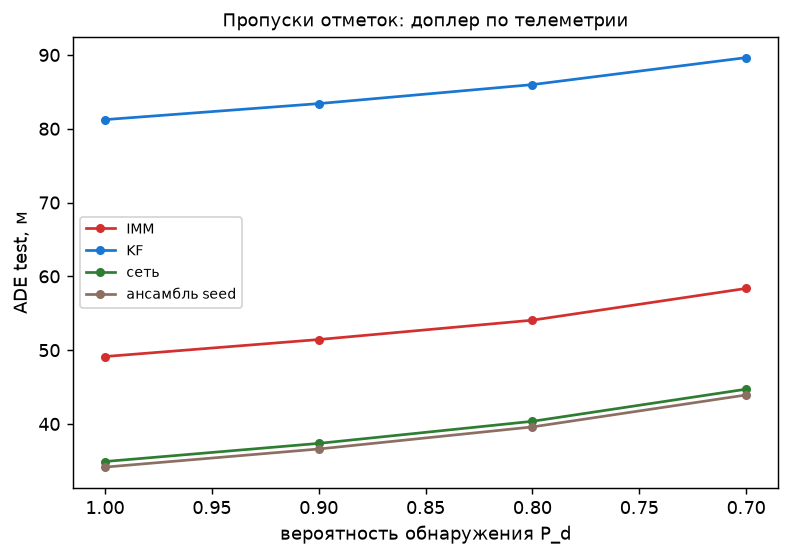 Пропуски отметок: доплер по телеметрии
ADE test, м
90
80
70
60
50
40
IMM
KF
сеть
ансамбль seed
1.00 0.95 0.90 0.85 0.80 0.75 0.70
вероятность обнаружения P_d